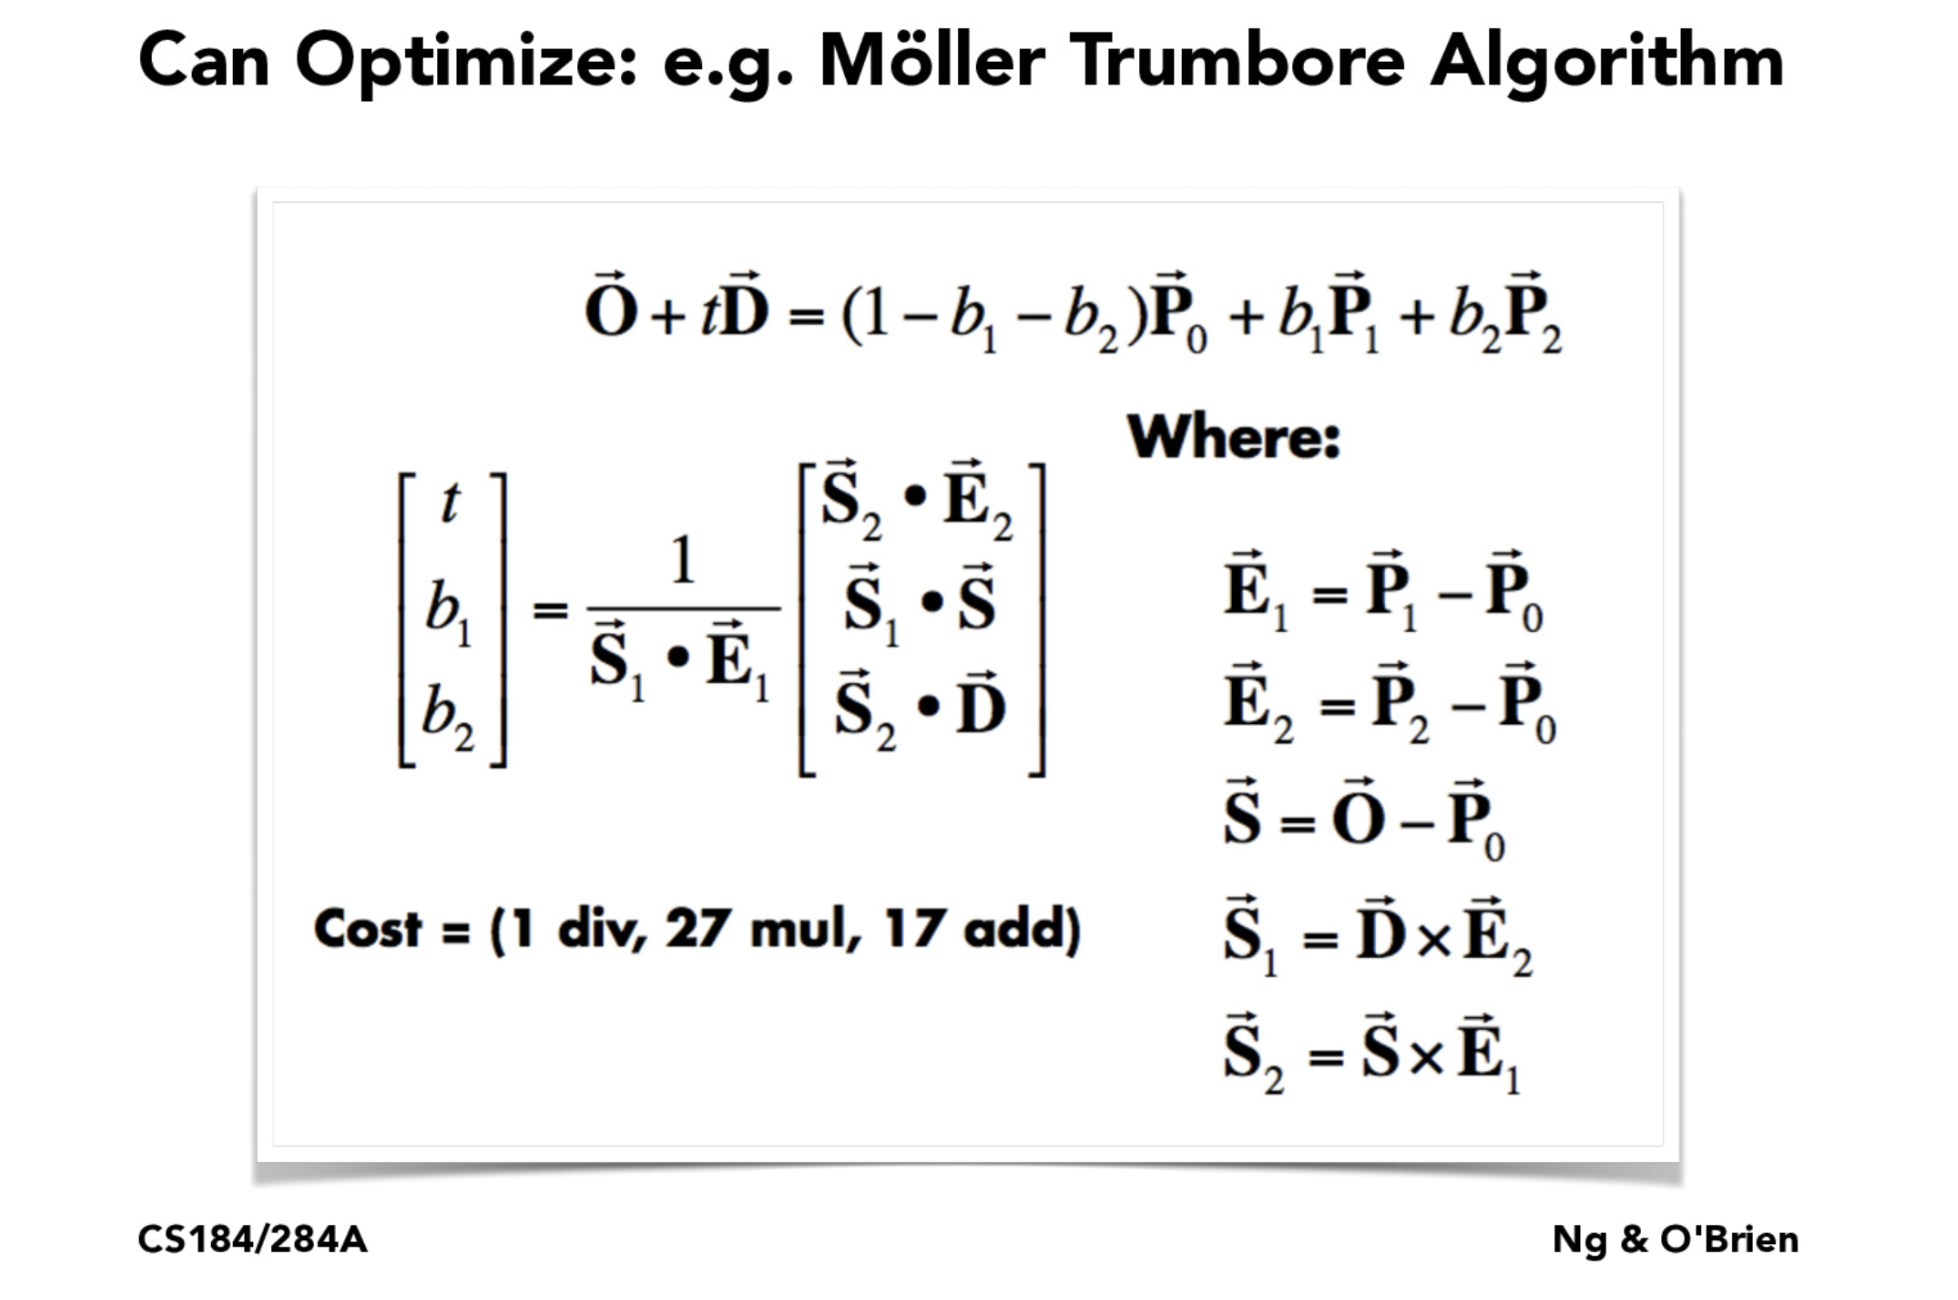 Can Optimize: e.g. Möller Trumbore Algorithm
$\vec{\mathbf{O}} + t\vec{\mathbf{D}} = (1 - b_1 - b_2)\vec{\mathbf{P}}_0 + b_1\vec{\mathbf{P}}_1 + b_2\vec{\mathbf{P}}_2$
$\begin{bmatrix} t \\ b_1 \\ b_2 \end{bmatrix} = \frac{1}{\vec{\mathbf{S}}_1 \bullet \vec{\mathbf{E}}_1} \begin{bmatrix} \vec{\mathbf{S}}_2 \bullet \vec{\mathbf{E}}_2 \\ \vec{\mathbf{S}}_1 \bullet \vec{\mathbf{S}} \\ \vec{\mathbf{S}}_2 \bullet \vec{\mathbf{D}} \end{bmatrix}$
Cost = (1 div, 27 mul, 17 add)
Where:
$\vec{\mathbf{E}}_1 = \vec{\mathbf{P}}_1 - \vec{\mathbf{P}}_0$
$\vec{\mathbf{E}}_2 = \vec{\mathbf{P}}_2 - \vec{\mathbf{P}}_0$
$\vec{\mathbf{S}} = \vec{\mathbf{O}} - \vec{\mathbf{P}}_0$
$\vec{\mathbf{S}}_1 = \vec{\mathbf{D}} \times \vec{\mathbf{E}}_2$
$\vec{\mathbf{S}}_2 = \vec{\mathbf{S}} \times \vec{\mathbf{E}}_1$
CS184/284A
Ng & O'Brien